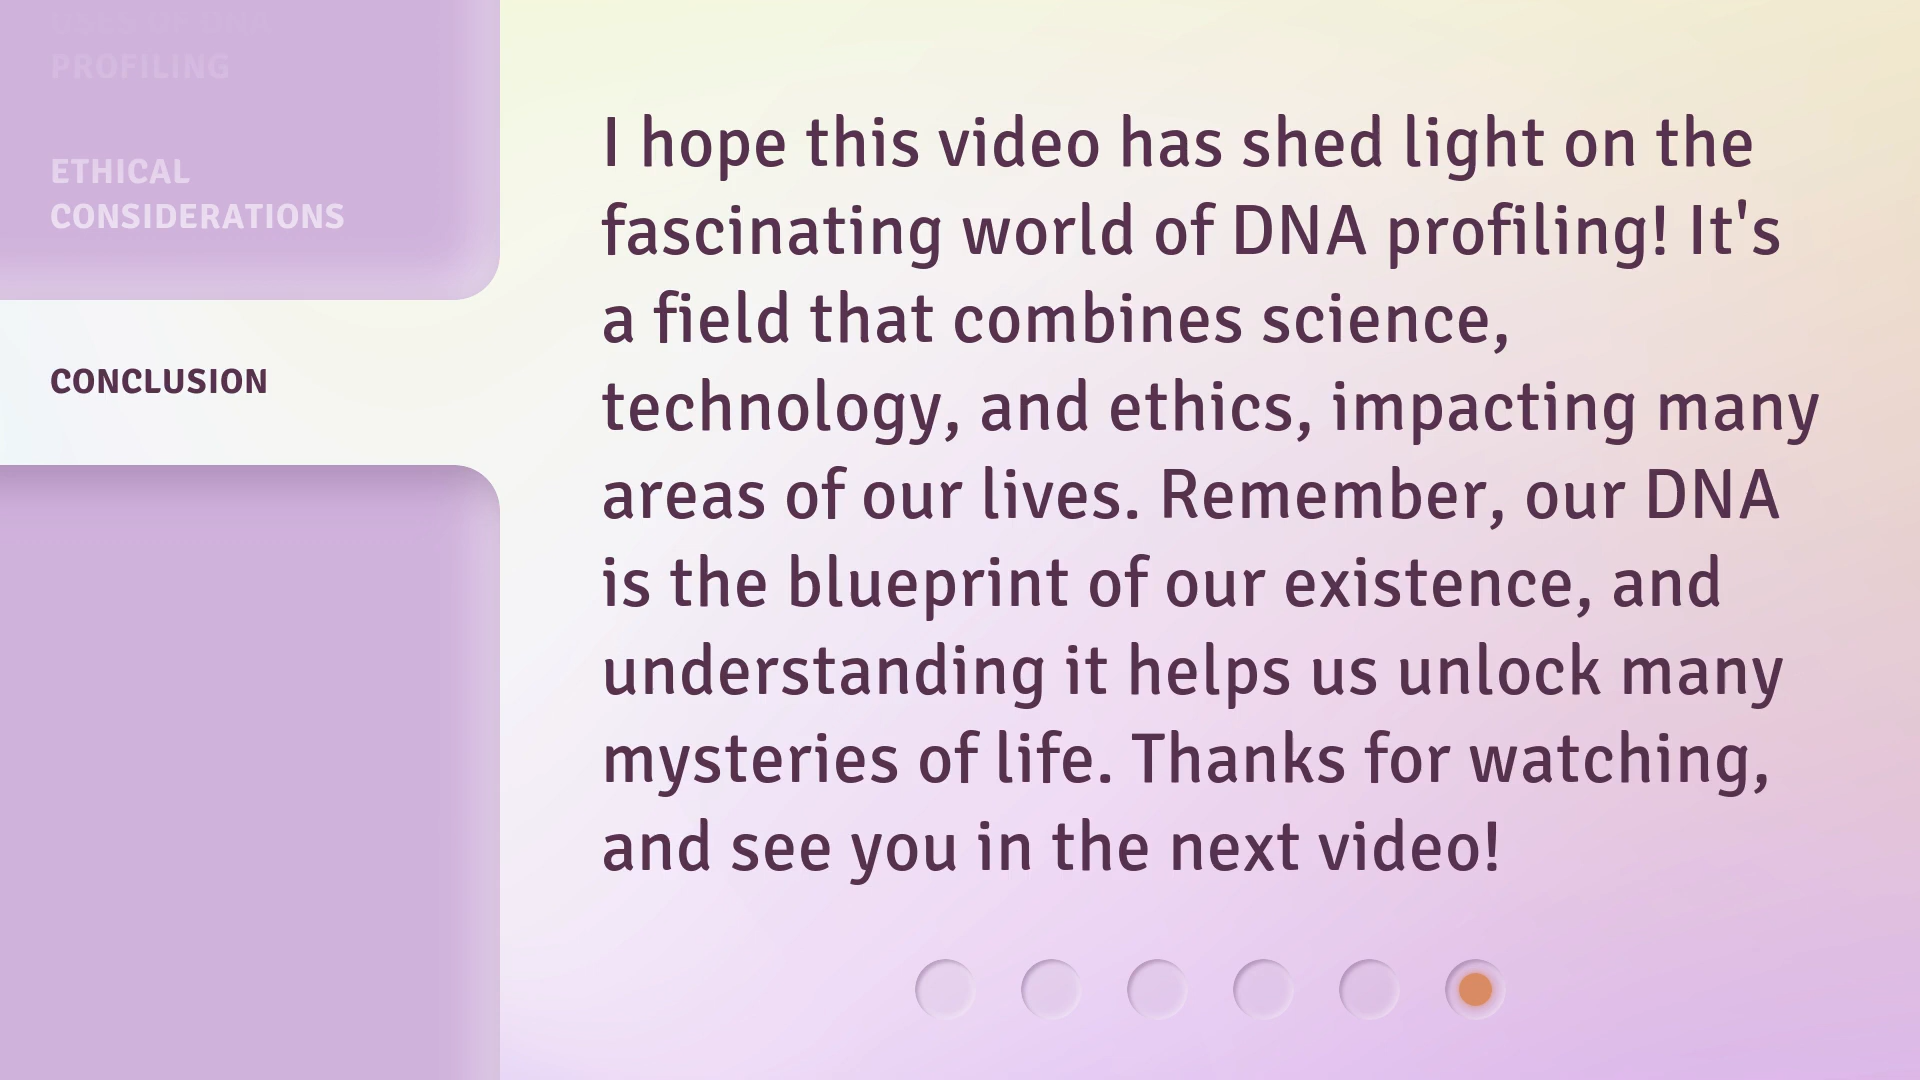 USES OF DNA
PROFILING
ETHICAL
CONSIDERATIONS
CONCLUSION
I hope this video has shed light on the
fascinating world of DNA profiling! It's
a field that combines science,
technology, and ethics, impacting many
areas of our lives. Remember, our DNA
is the blueprint of our existence, and
understanding it helps us unlock many
mysteries of life. Thanks for watching,
and see you in the next video!